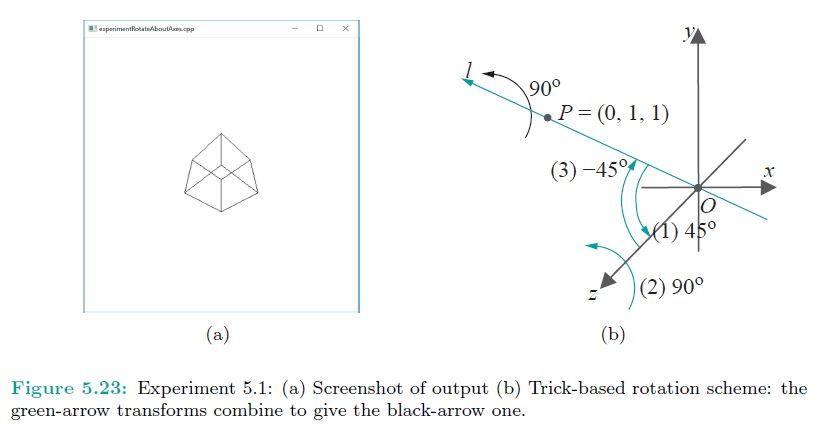 experimentRotateAboutAxes.cpp
y
l
90°
P = (0, 1, 1)
(3) −45°
x
O
(1) 45°
z
(2) 90°
(a)
(b)
Figure 5.23: Experiment 5.1: (a) Screenshot of output (b) Trick-based rotation scheme: the
green-arrow transforms combine to give the black-arrow one.